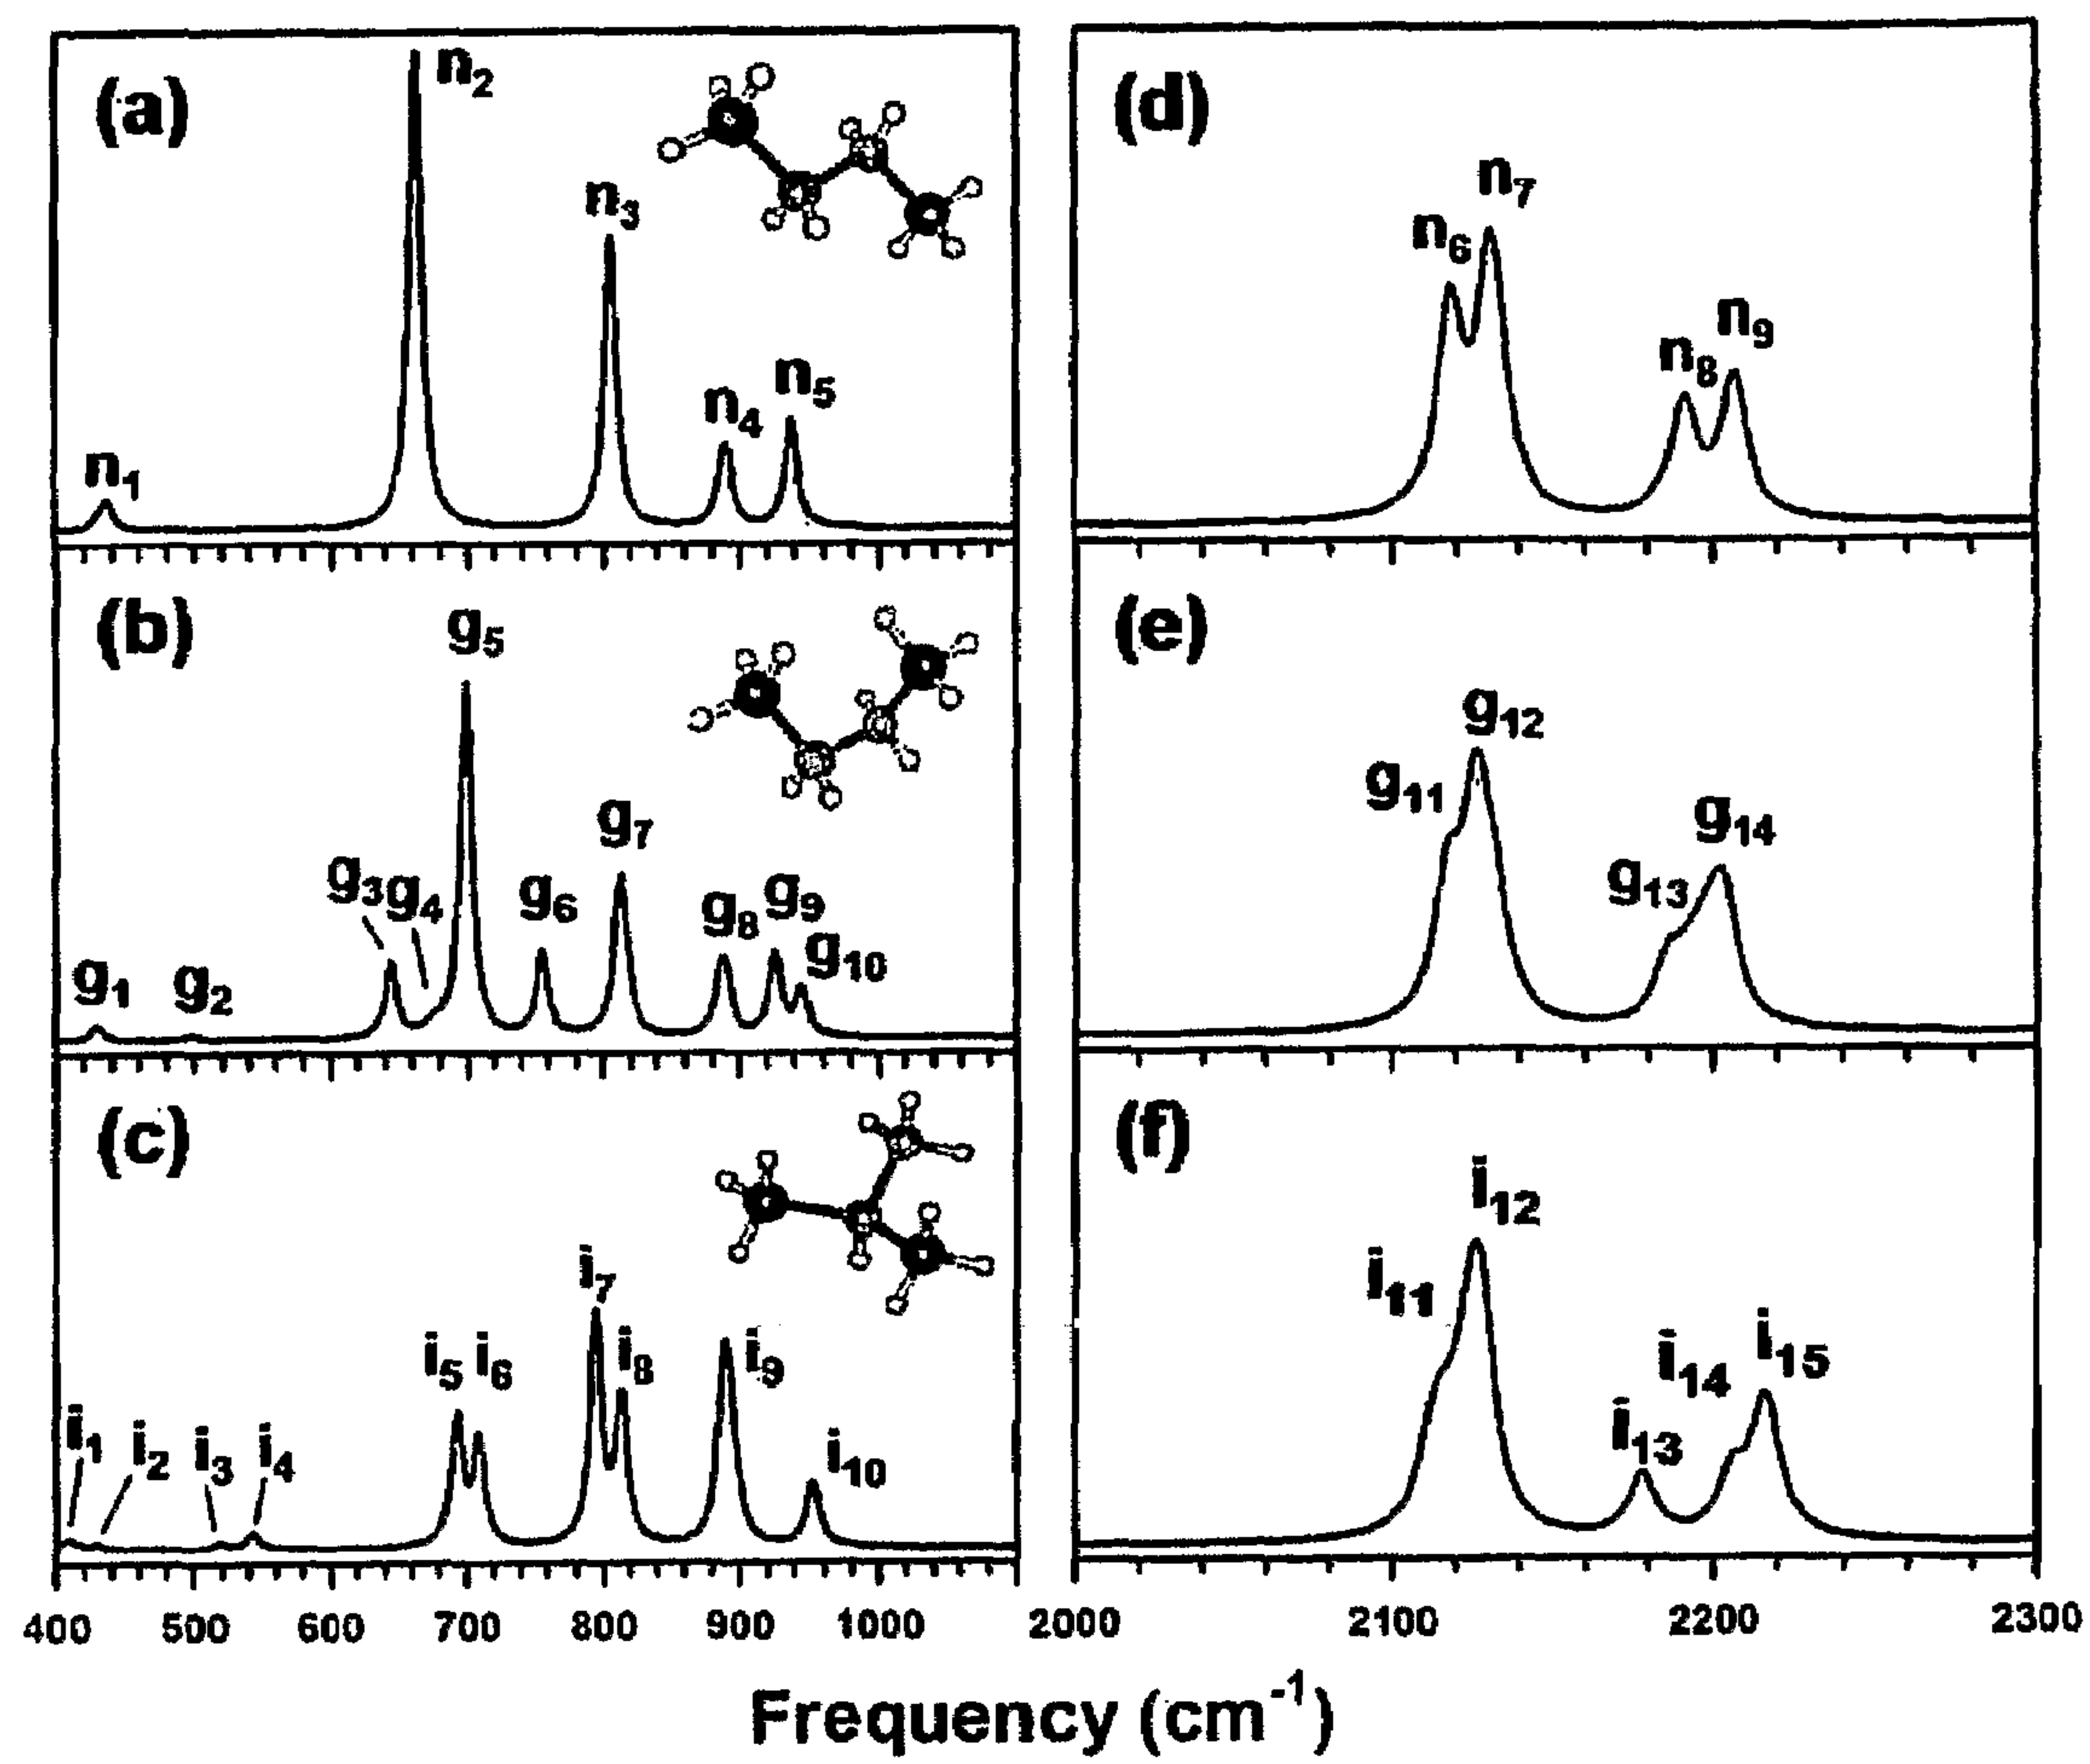 (a)
n2
n3
n1
n4
n5
(d)
n6
n7
n8
n9
(b)
g5
g7
g3
g4
g6
g8
g9
g10
g1
g2
(e)
g12
g11
g14
g13
(c)
i7
i5
i6
i8
i9
i1
i2
i3
i4
i10
(f)
i12
i11
i14
i15
i13
400 500 600 700 800 900 1000 2000 2100 2200 2300
Frequency (cm-1)